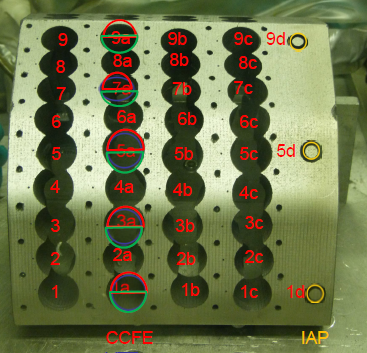 9 9a 9b 9c 9d
8 8a 8b 8c
7 7a 7b 7c
6 6a 6b 6c
5 5a 5b 5c 5d
4 4a 4b 4c
3 3a 3b 3c
2 2a 2b 2c
1 1a 1b 1c 1d
CCFE IAP